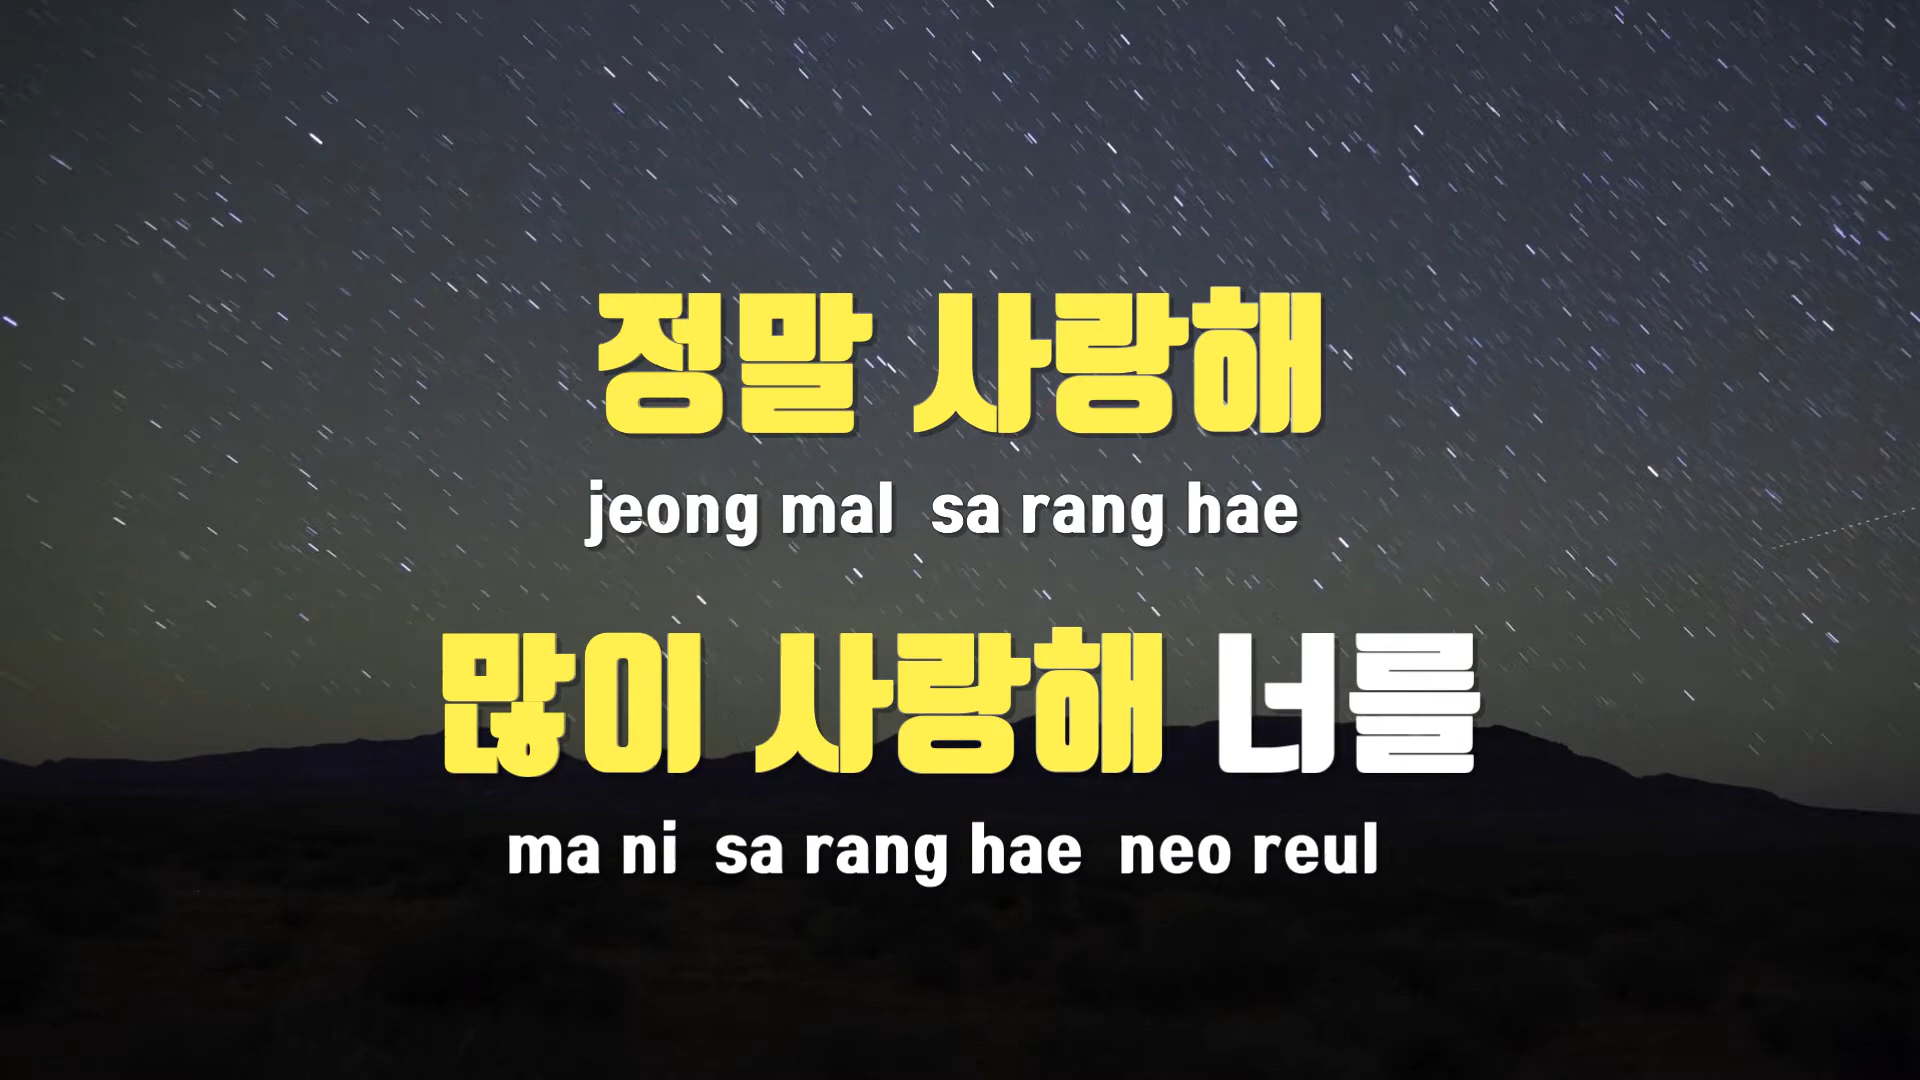 정말 사랑해
jeong mal sa rang hae
많이 사랑해 너를
ma ni sa rang hae neo reul